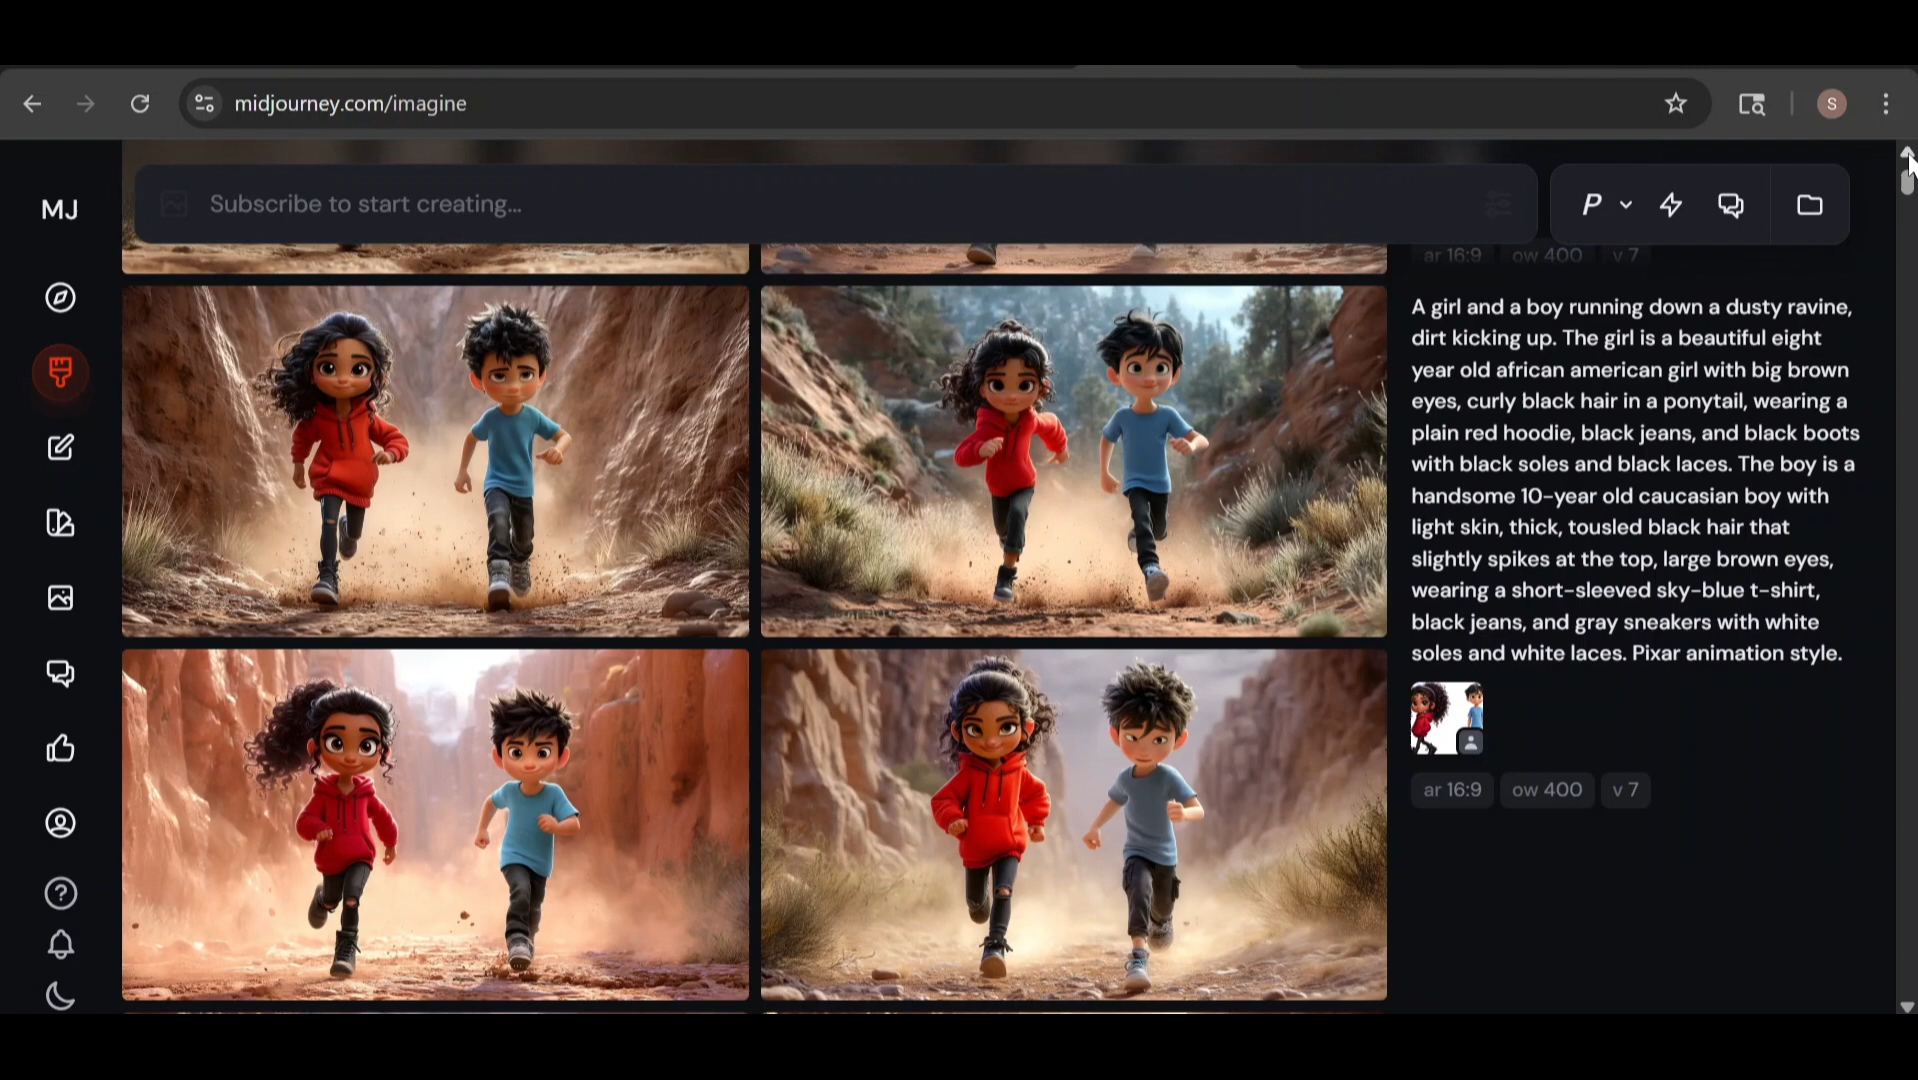 midjourney.com/imagine
S
MJ
Subscribe to start creating...
P
ar 16:9 ow 400 v 7
A girl and a boy running down a dusty ravine,
dirt kicking up. The girl is a beautiful eight
year old african american girl with big brown
eyes, curly black hair in a ponytail, wearing a
plain red hoodie, black jeans, and black boots
with black soles and black laces. The boy is a
handsome 10-year old caucasian boy with
light skin, thick, tousled black hair that
slightly spikes at the top, large brown eyes,
wearing a short-sleeved sky-blue t-shirt,
black jeans, and gray sneakers with white
soles and white laces. Pixar animation style.
ar 16:9 ow 400 v 7